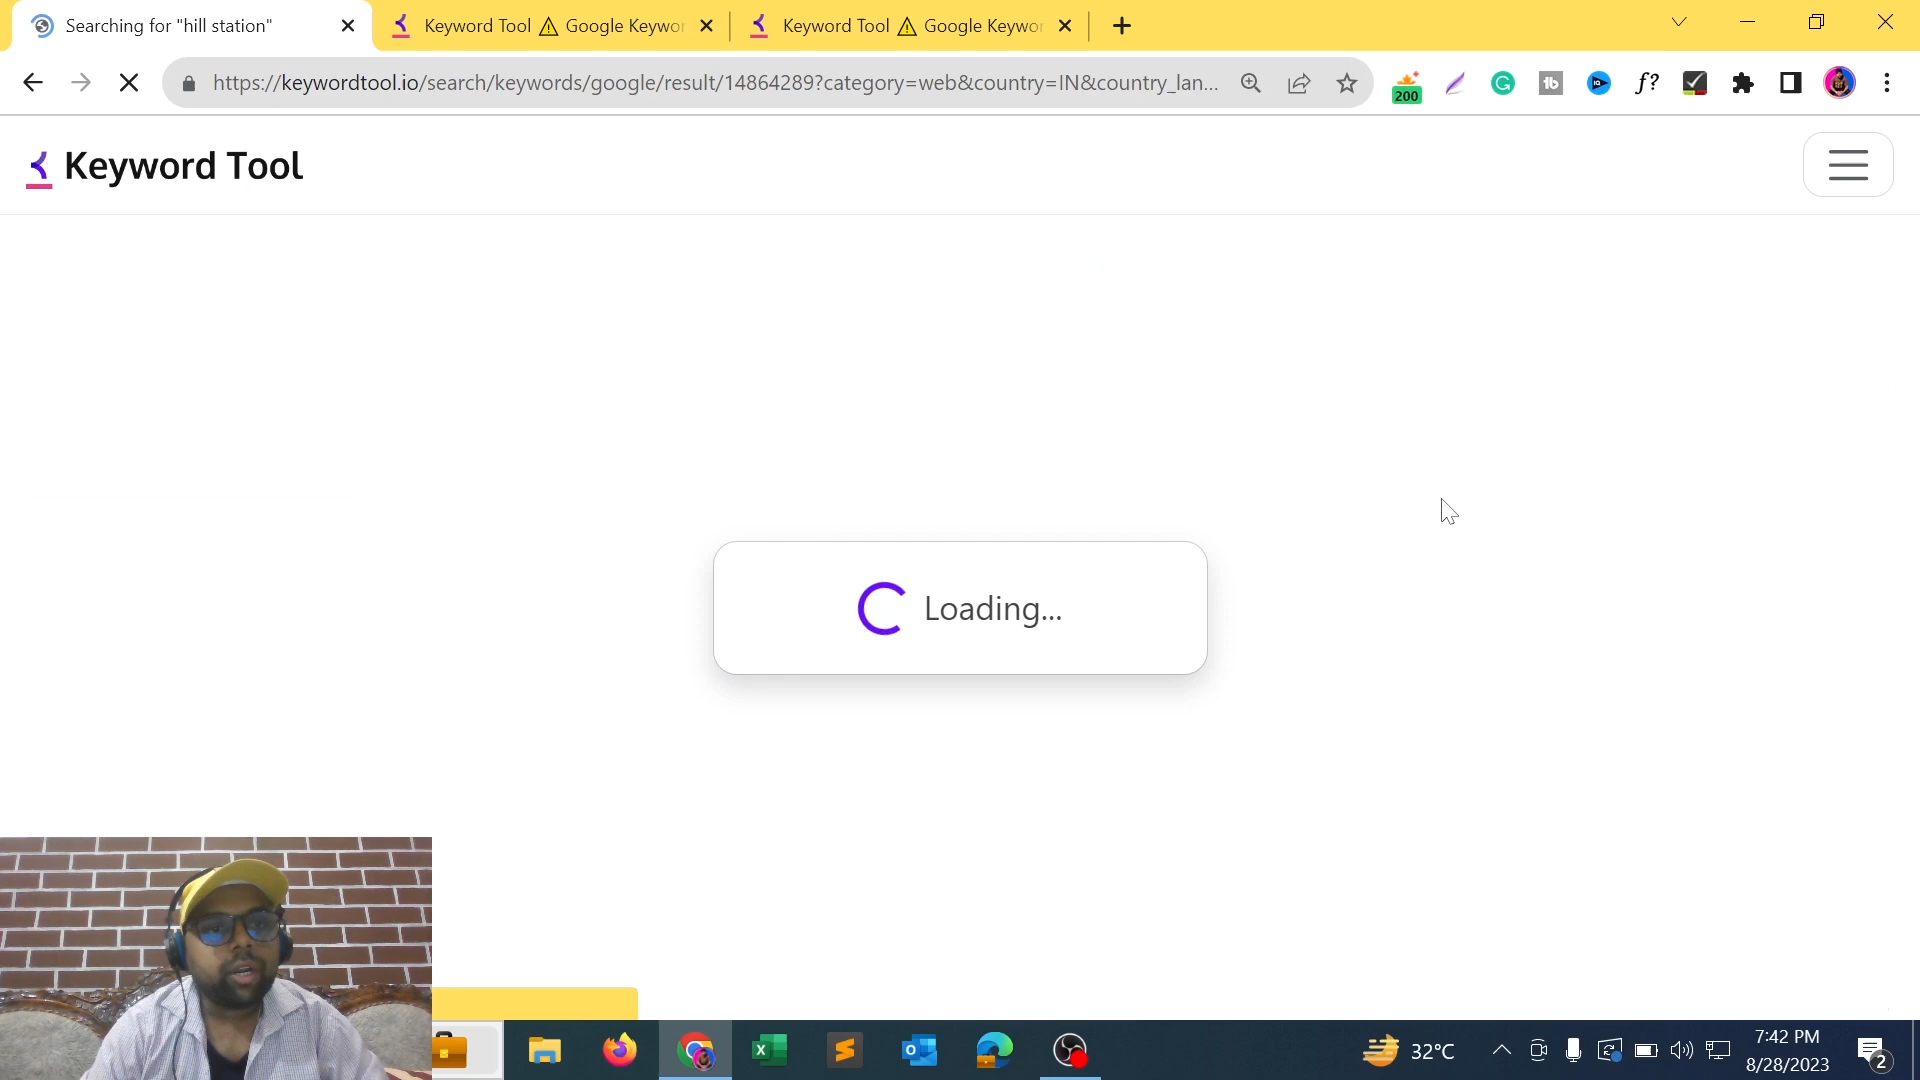 Searching for "hill station"
Keyword Tool ⚠ Google Keywor
Keyword Tool ⚠ Google Keywor
https://keywordtool.io/search/keywords/google/result/14864289?category=web&country=IN&country_lan...
200
f?
Keyword Tool
Loading...
32°C
7:42 PM
8/28/2023
2